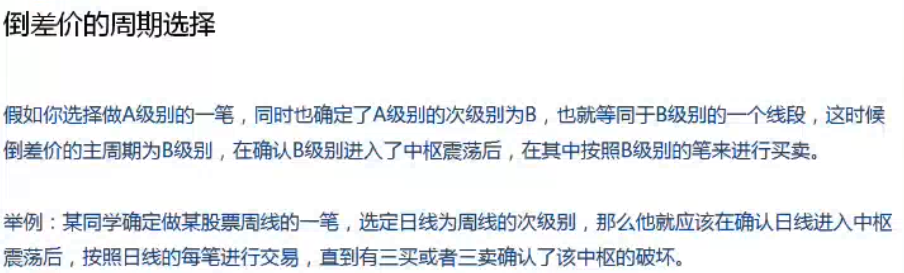 倒差价的周期选择
假如你选择做A级别的一笔，同时也确定了A级别的次级别为B，也就等同于B级别的一个线段，这时候
倒差价的主周期为B级别，在确认B级别进入了中枢震荡后，在其中按照B级别的笔来进行买卖。
举例：某同学确定做某股票周线的一笔，选定日线为周线的次级别，那么他就应该在确认日线进入中枢
震荡后，按照日线的每笔进行交易，直到有三买或者三卖确认了该中枢的破坏。